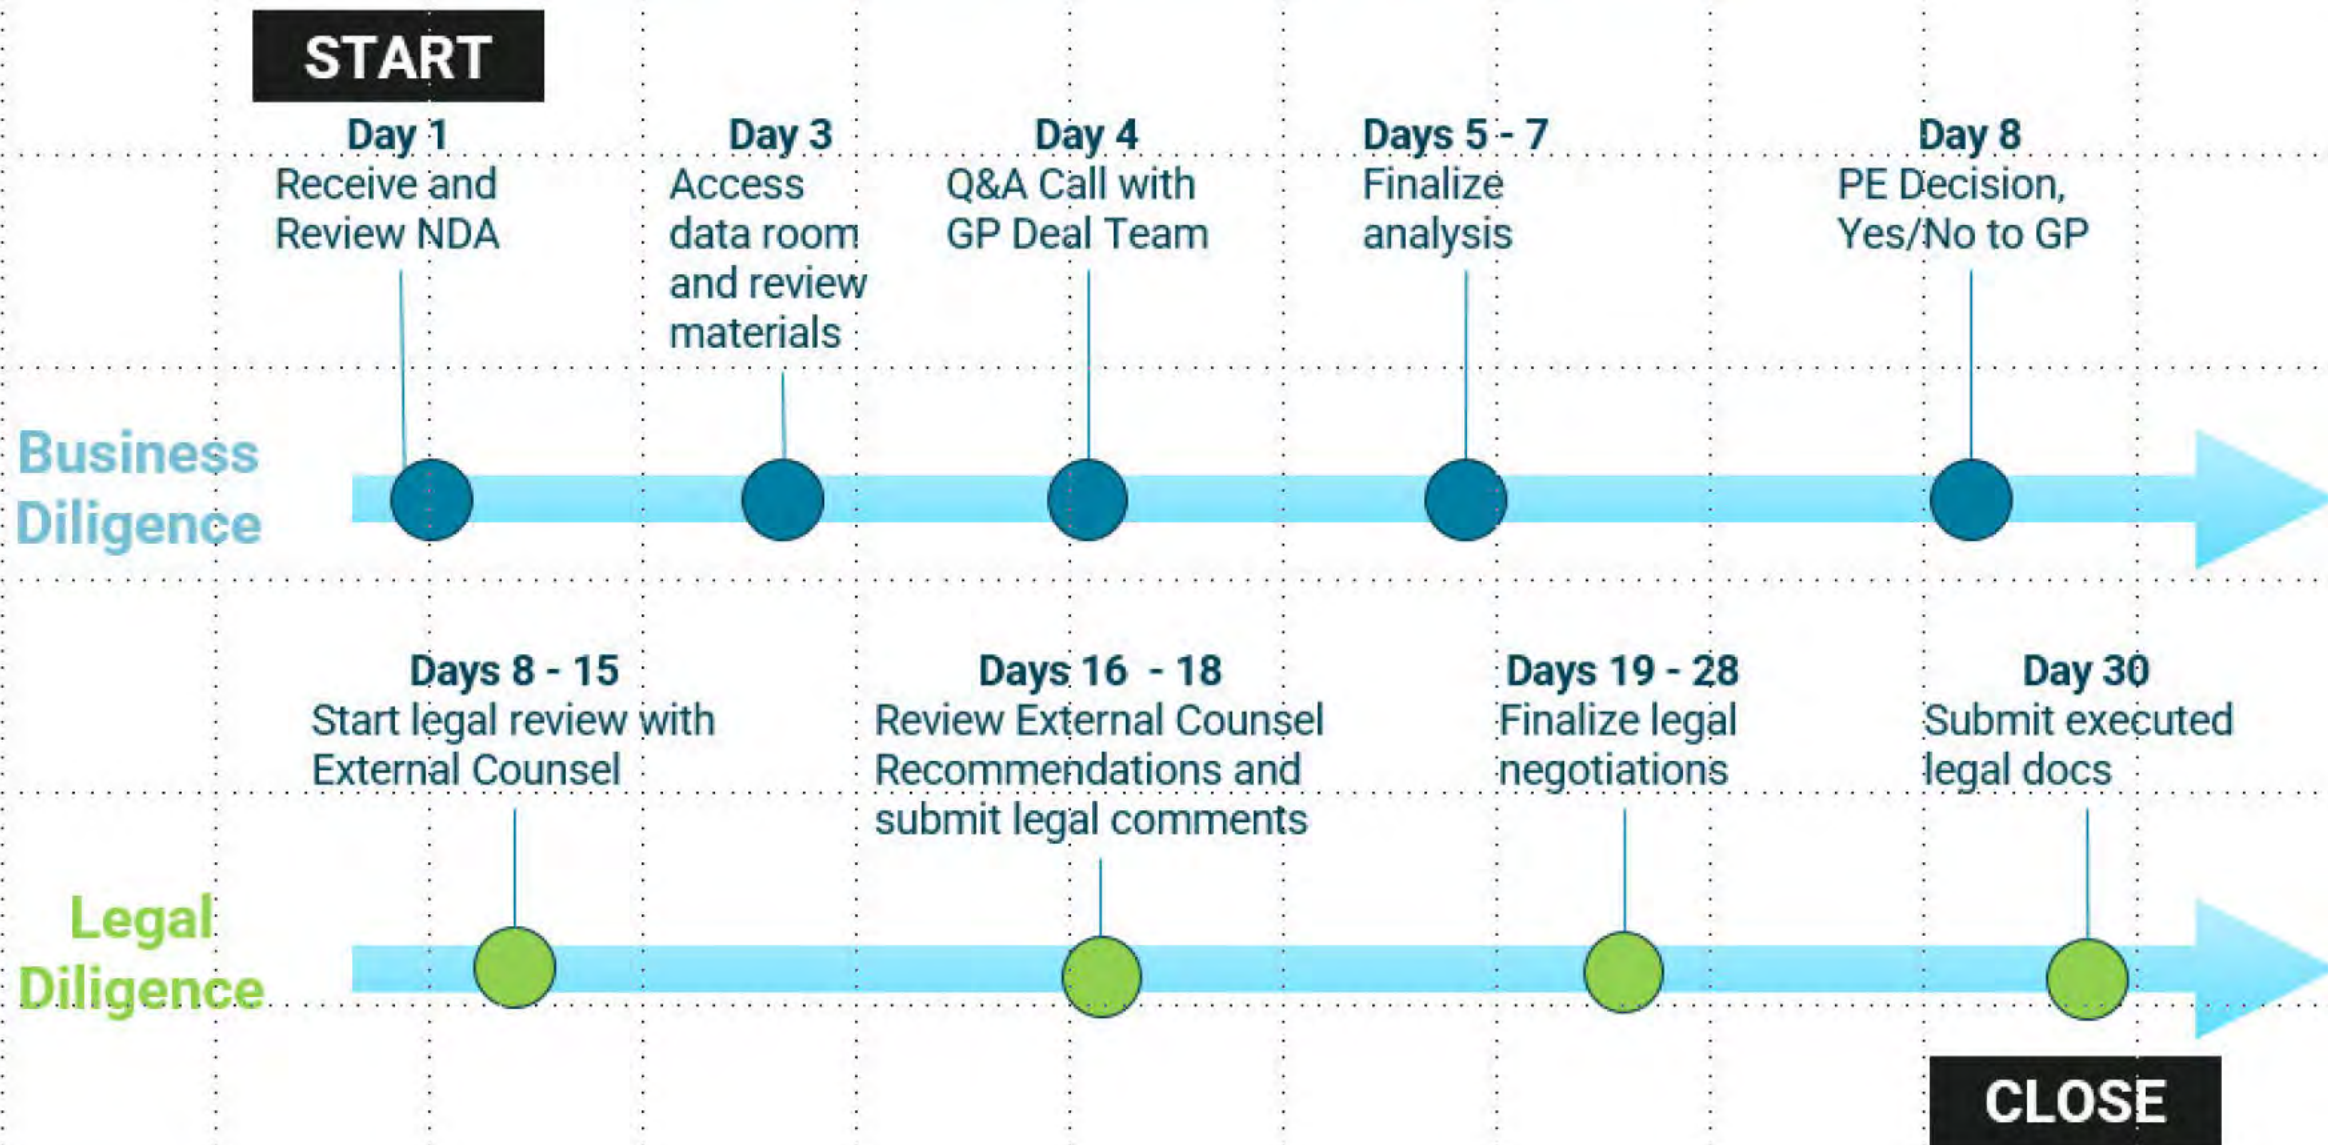 START
Day 1
Receive and
Review NDA
Day 3
Access
data room
and review
materials
Day 4
Q&A Call with
GP Deal Team
Days 5 - 7
Finalize
analysis
Day 8
PE Decision,
Yes/No to GP
Business
Diligence
Days 8 - 15
Start legal review with
External Counsel
Days 16 - 18
Review External Counsel
Recommendations and
submit legal comments
Days 19 - 28
Finalize legal
negotiations
Day 30
Submit executed
legal docs
Legal
Diligence
CLOSE